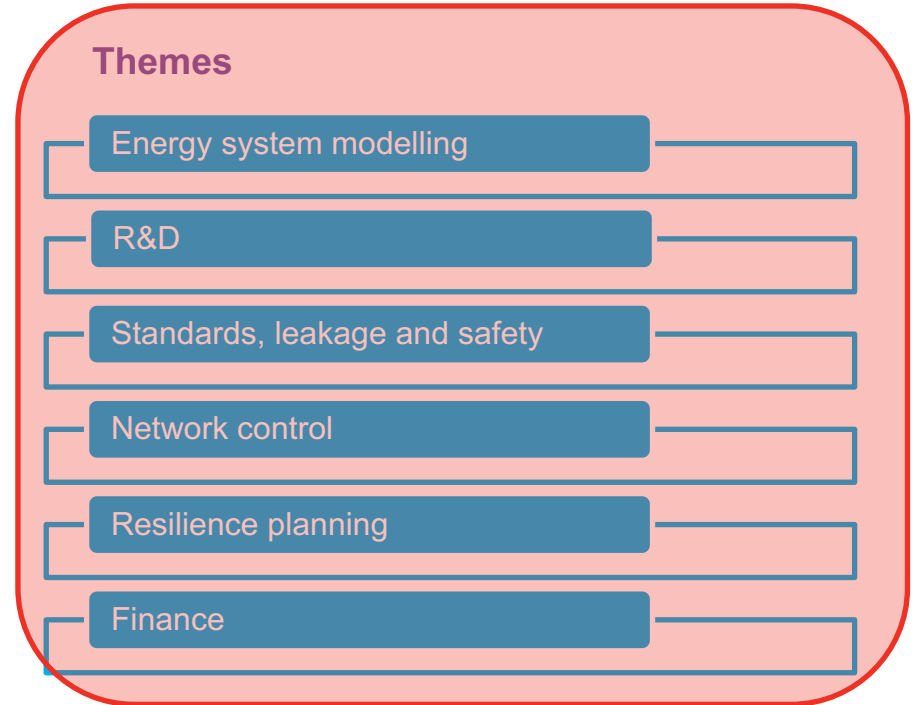 Themes
Energy system modelling
R&D
Standards, leakage and safety
Network control
Resilience planning
Finance